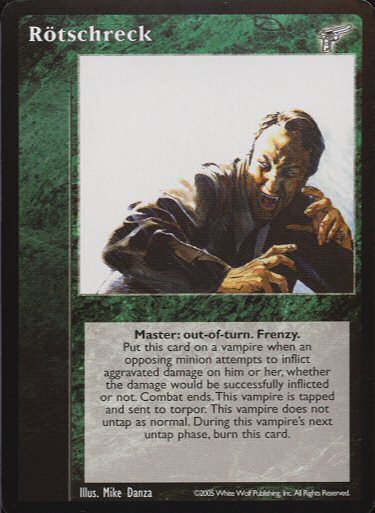 Rötschreck
Master: out-of-turn. Frenzy.
Put this card on a vampire when an
opposing minion attempts to inflict
aggravated damage on him or her, whether
the damage would be successfully inflicted
or not. Combat ends. This vampire is tapped
and sent to torpor. This vampire does not
untap as normal. During this vampire's next
untap phase, burn this card.
Illus. Mike Danza
©2005 White Wolf Publishing, Inc. All Rights Reserved.